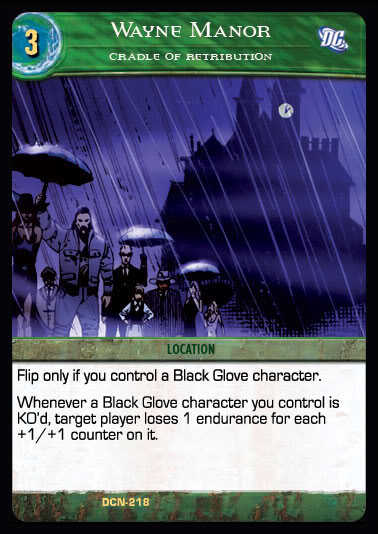 3
Wayne Manor
Cradle of Retribution
DC
LOCATION
Flip only if you control a Black Glove character.
Whenever a Black Glove character you control is
KO'd, target player loses 1 endurance for each
+1/+1 counter on it.
DCN-218